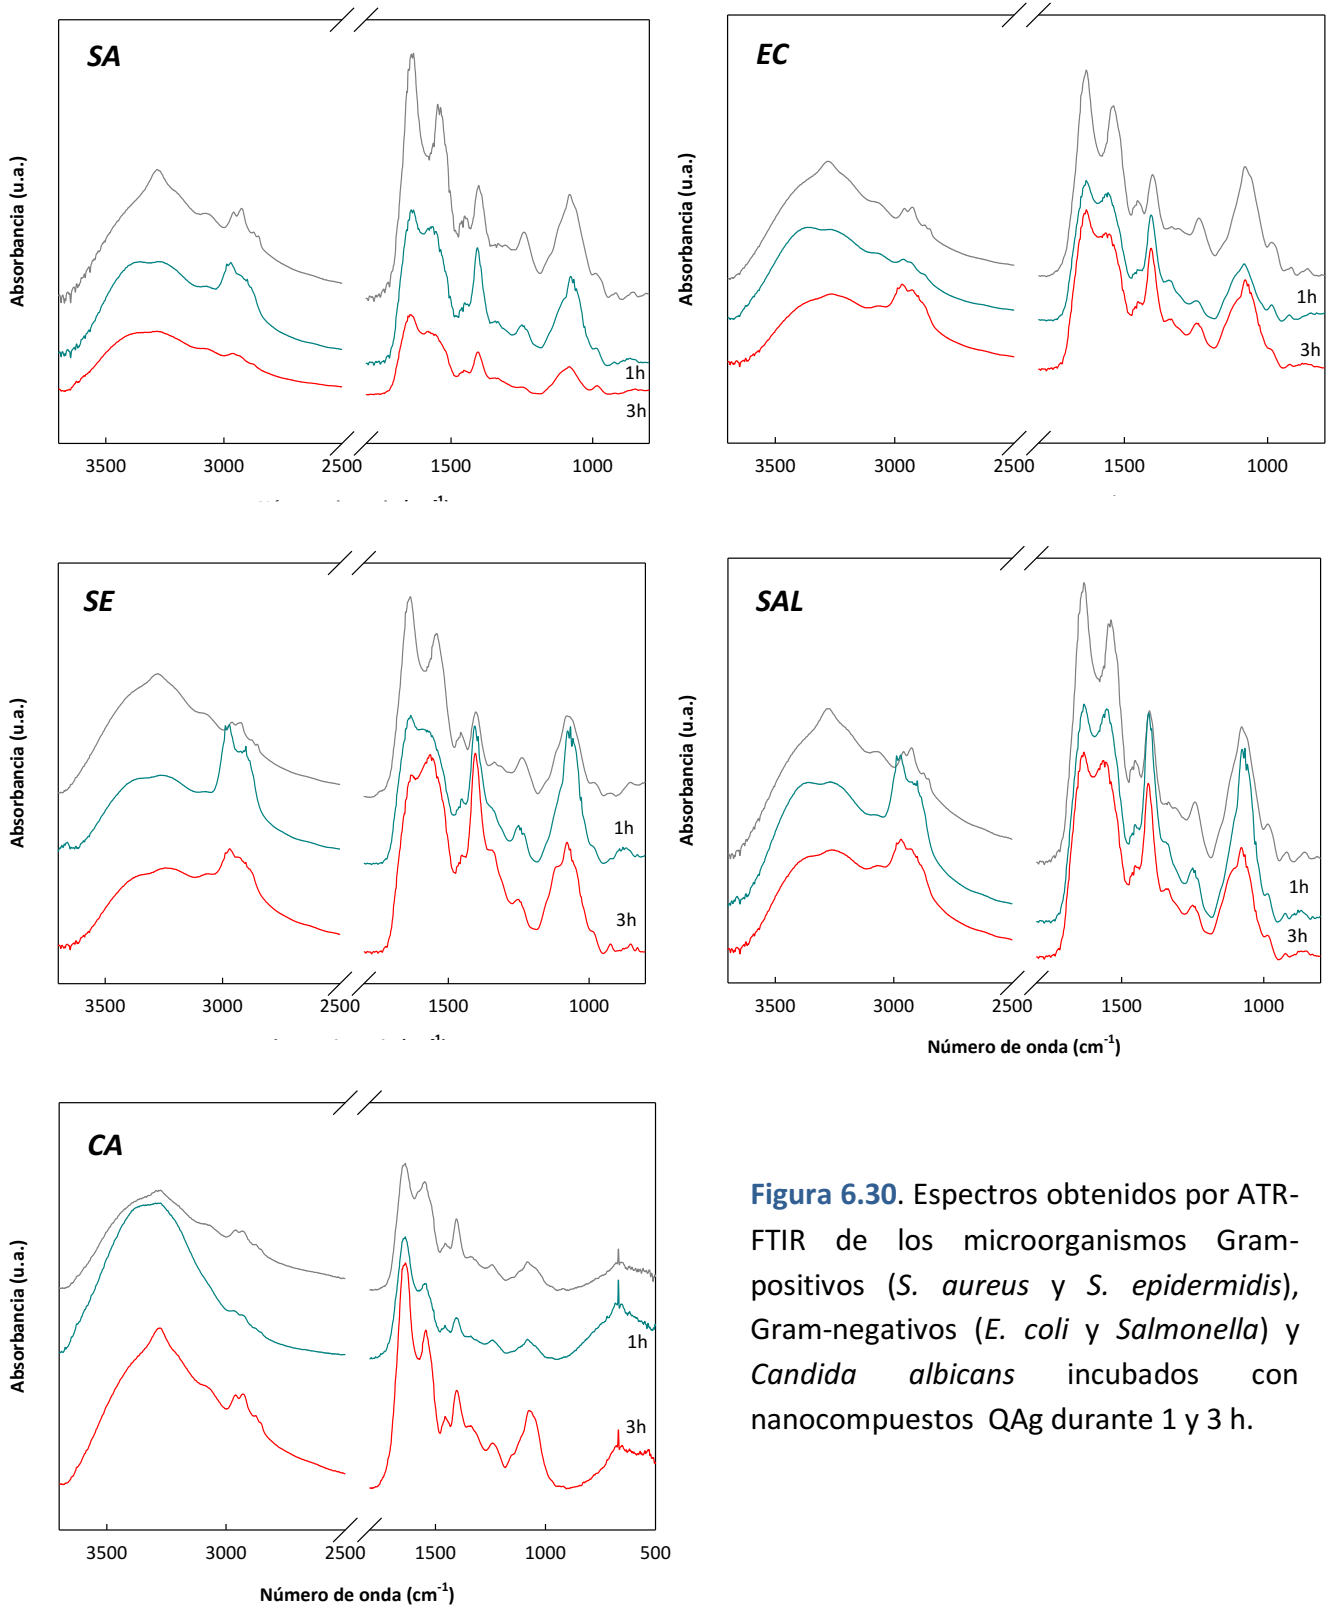 SA
Absorbancia (u.a.)
1h
3h
3500 3000 2500 1500 1000
EC
Absorbancia (u.a.)
1h
3h
3500 3000 2500 1500 1000
SE
Absorbancia (u.a.)
1h
3h
3500 3000 2500 1500 1000
SAL
Absorbancia (u.a.)
1h
3h
3500 3000 2500 1500 1000
Número de onda (cm⁻¹)
CA
Absorbancia (u.a.)
1h
3h
3500 3000 2500 1500 1000 500
Número de onda (cm⁻¹)
Figura 6.30. Espectros obtenidos por ATR-
FTIR de los microorganismos Gram-
positivos (S. aureus y S. epidermidis),
Gram-negativos (E. coli y Salmonella) y
Candida albicans incubados con
nanocompuestos QAg durante 1 y 3 h.